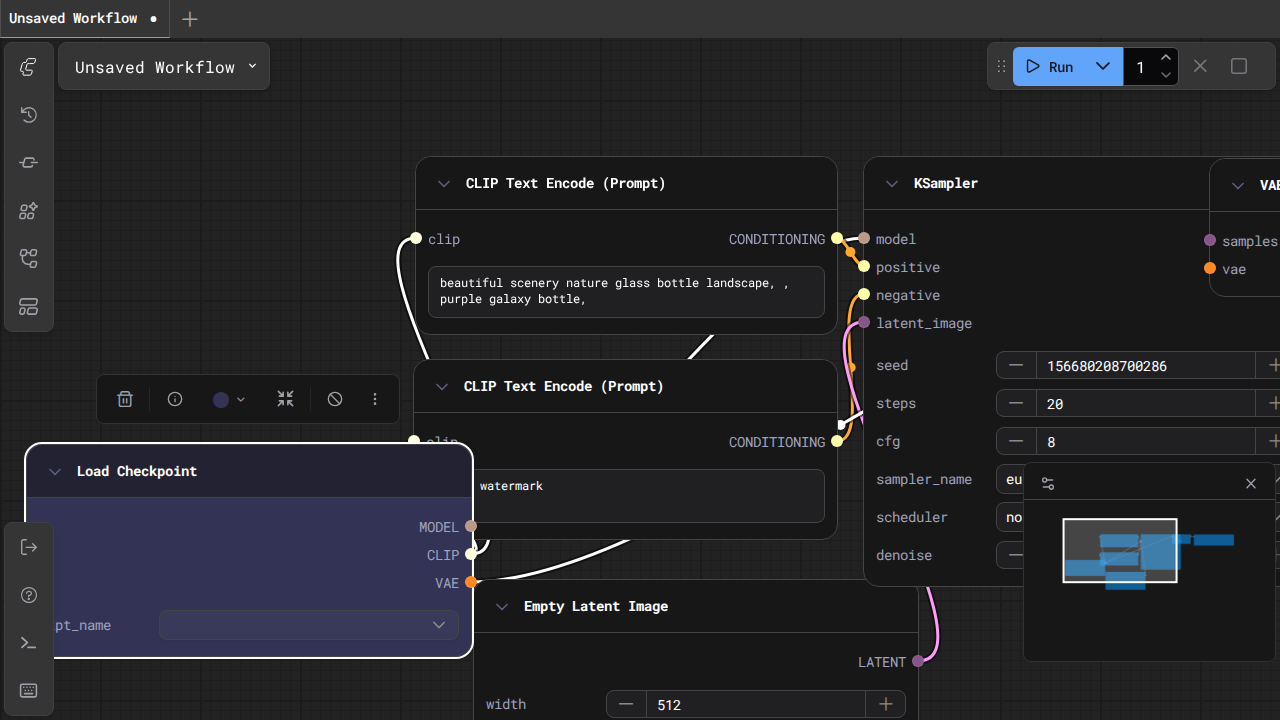 Unsaved Workflow
Unsaved Workflow
Run
1
CLIP Text Encode (Prompt)
clip
CONDITIONING
beautiful scenery nature glass bottle landscape, ,
purple galaxy bottle,
KSampler
model
positive
negative
latent_image
seed
156680208700286
steps
20
cfg
8
sampler_name
eu
scheduler
no
denoise
VAE
samples
vae
CLIP Text Encode (Prompt)
clip
CONDITIONING
watermark
Load Checkpoint
MODEL
CLIP
VAE
pt_name
Empty Latent Image
LATENT
width
512